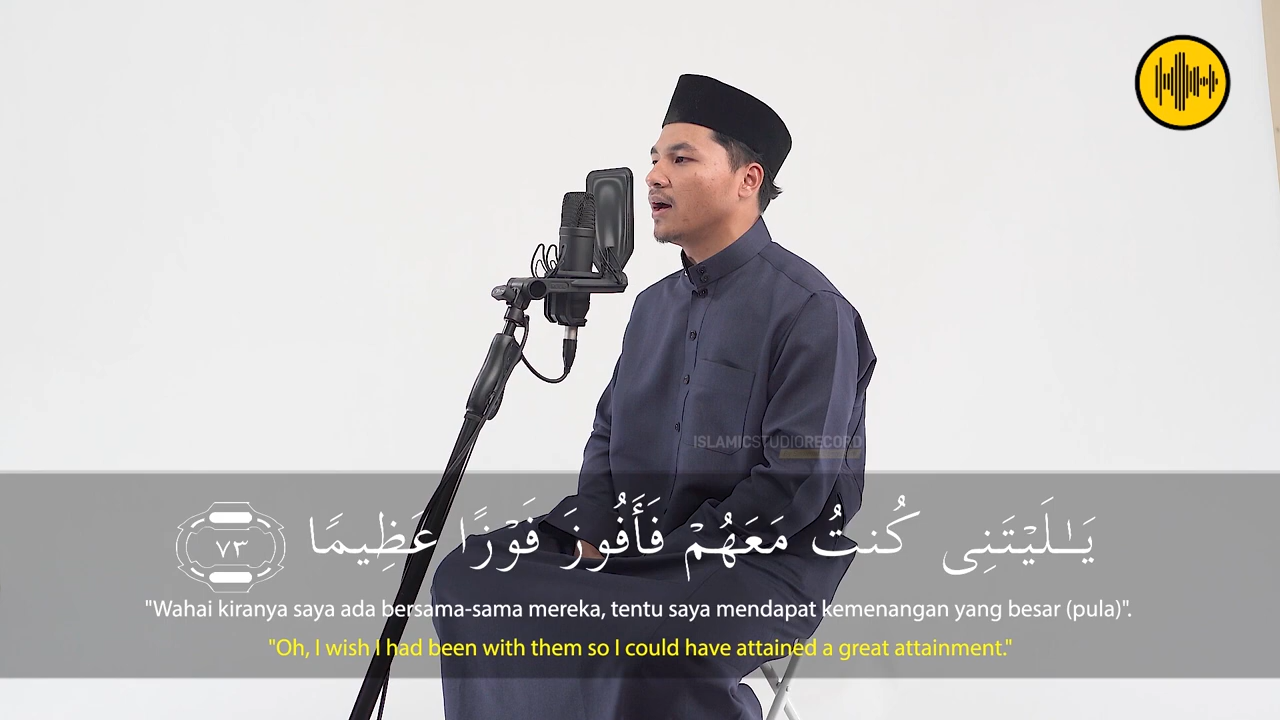 ISLAMICSTUDIORECORD
يَـٰلَيْتَنِى كُنتُ مَعَهُمْ فَأَفُوزَ فَوْزًا عَظِيمًا ٧٣
"Wahai kiranya saya ada bersama-sama mereka, tentu saya mendapat kemenangan yang besar (pula)".
"Oh, I wish I had been with them so I could have attained a great attainment."